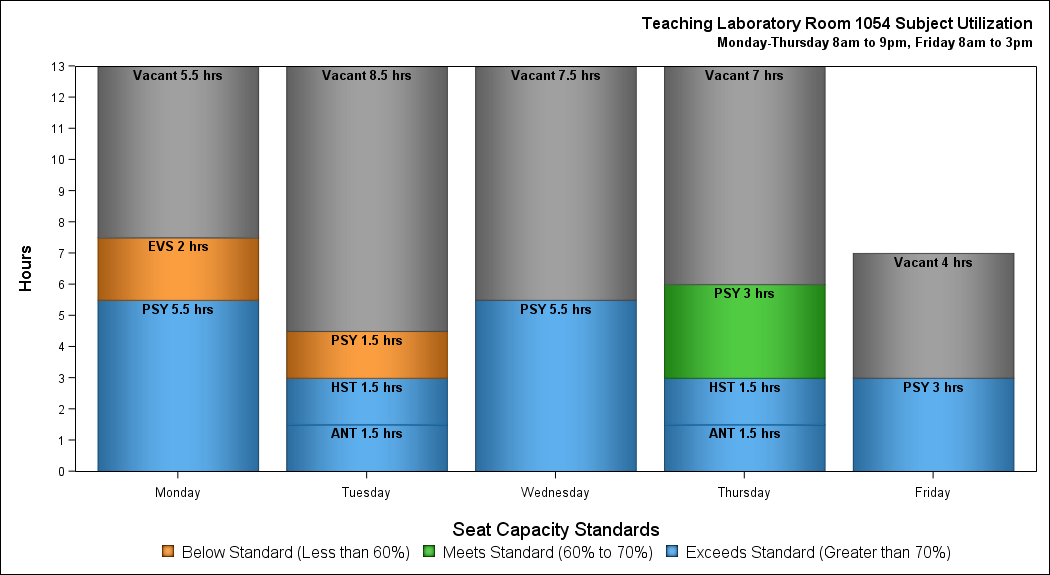 Teaching Laboratory Room 1054 Subject Utilization
Monday-Thursday 8am to 9pm, Friday 8am to 3pm
Hours
13
12
11
10
9
8
7
6
5
4
3
2
1
0
Vacant 5.5 hrs
EVS 2 hrs
PSY 5.5 hrs
Vacant 8.5 hrs
PSY 1.5 hrs
HST 1.5 hrs
ANT 1.5 hrs
Vacant 7.5 hrs
PSY 5.5 hrs
Vacant 7 hrs
PSY 3 hrs
HST 1.5 hrs
ANT 1.5 hrs
Vacant 4 hrs
PSY 3 hrs
Monday Tuesday Wednesday Thursday Friday
Seat Capacity Standards
Below Standard (Less than 60%) Meets Standard (60% to 70%) Exceeds Standard (Greater than 70%)